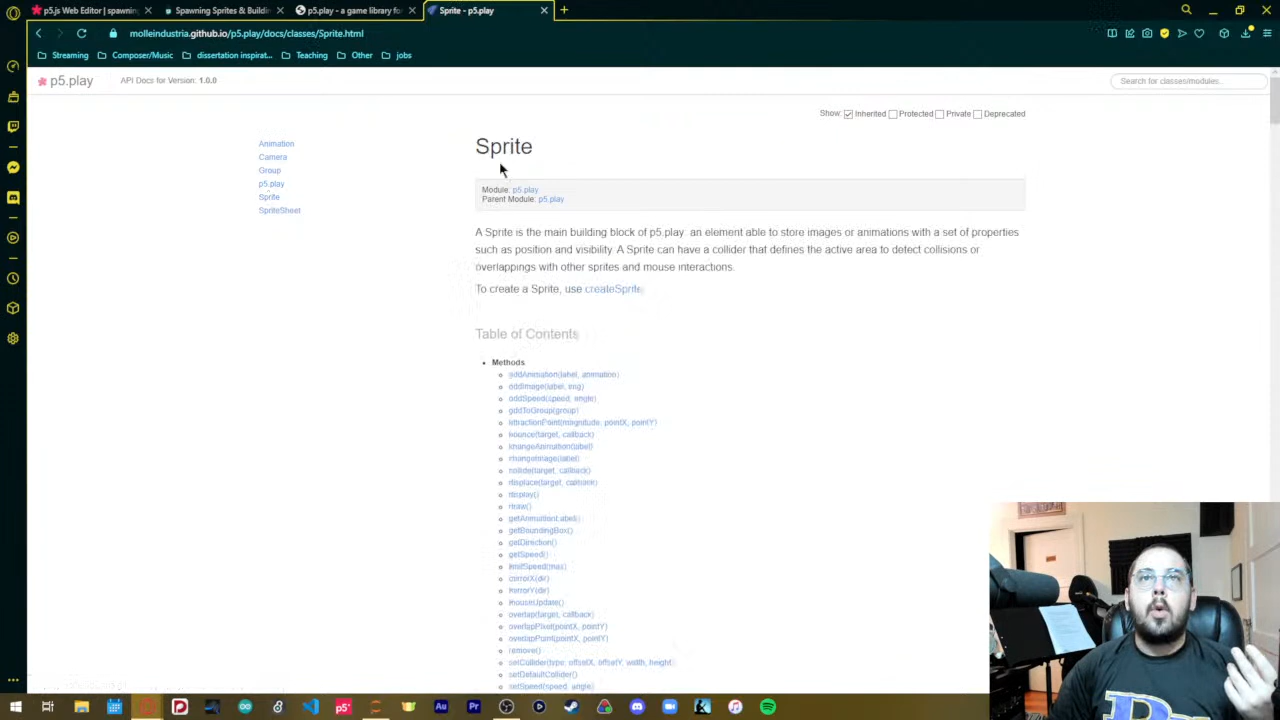 p5.js Web Editor
Spawning Sprites & Buildin
p5.play - a game library fo
Sprite - p5.play
molleindustria.github.io/p5.play/docs/classes/Sprite.html
Streaming
Composer/Music
dissertation inspirat...
Teaching
Other
jobs
p5.play
API Docs for Version: 1.0.0
Search for classes/modules..
Show: Inherited Protected Private Deprecated
Animation
Camera
Group
p5.play
Sprite
SpriteSheet
Sprite
Module: p5.play
Parent Module: p5.play
A Sprite is the main building block of p5.play: an element able to store images or animations with a set of properties
such as position and visibility. A Sprite can have a collider that defines the active area to detect collisions or
overlappings with other sprites and mouse interactions.
To create a Sprite, use createSprite.
Table of Contents
Methods
addAnimation(label, animation)
addImage(label, img)
addSpeed(speed, angle)
addToGroup(group)
attractionPoint(magnitude, pointX, pointY)
bounce(target, callback)
changeAnimation(label)
changeImage(label)
collide(target, callback)
displace(target, callback)
display()
draw()
getAnimationLabel()
getBoundingBox()
getDirection()
getSpeed()
limitSpeed(max)
mirrorX(dir)
mirrorY(dir)
mouseUpdate()
overlap(target, callback)
overlapPixel(pointX, pointY)
overlapPoint(pointX, pointY)
remove()
setCollider(type, offsetX, offsetY, width, height)
setDefaultCollider()
setSpeed(speed, angle)
p5*
Au
Pr